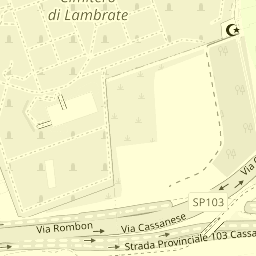 Cimitero
di Lambrate
SP103
Via Rombon
Via Cassanese
Strada Provinciale 103 Cassa